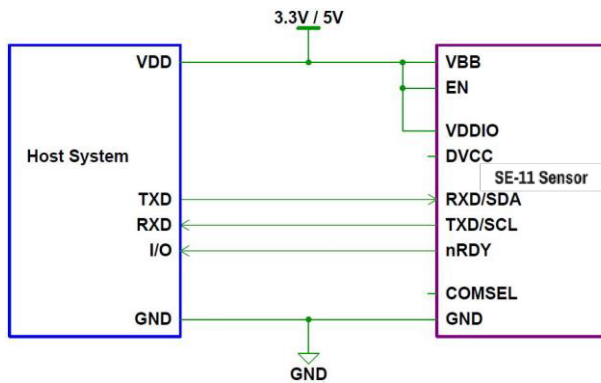 3.3V / 5V
VDD
VBB
EN
VDDIO
Host System
DVCC
SE-11 Sensor
TXD
RXD/SDA
RXD
TXD/SCL
I/O
nRDY
COMSEL
GND
GND
GND